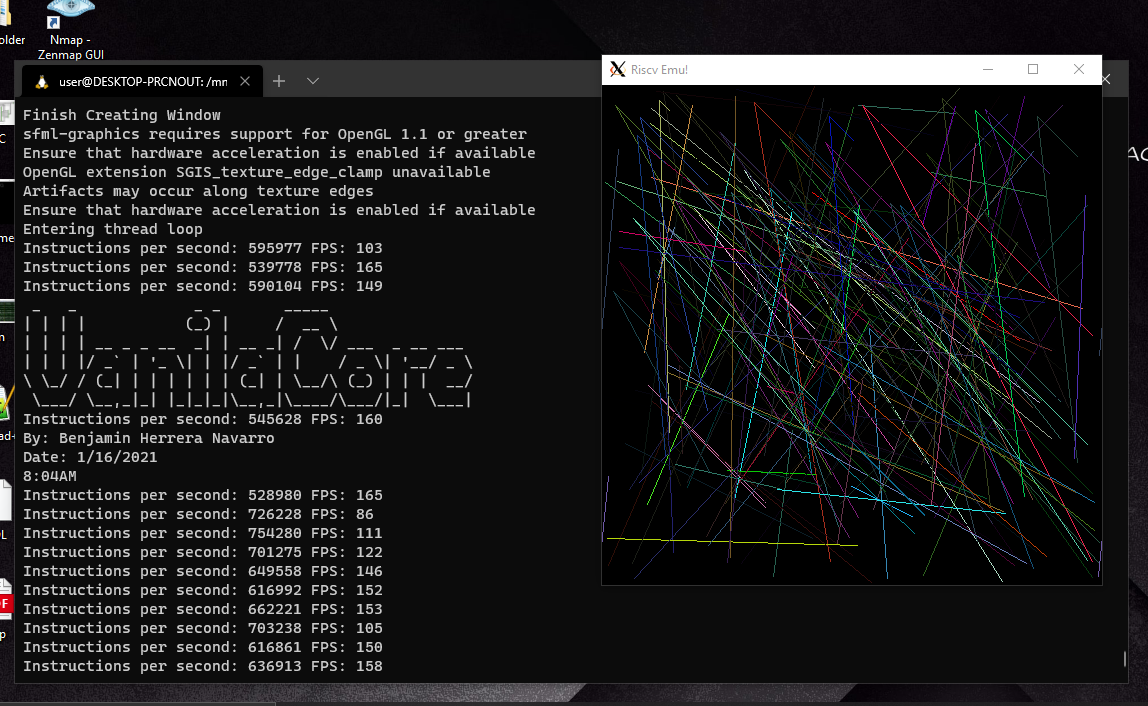 older
Nmap -
Zenmap GUI
user@DESKTOP-PRCNOUT: /mn
Riscv Emu!
Finish Creating Window
sfml-graphics requires support for OpenGL 1.1 or greater
Ensure that hardware acceleration is enabled if available
OpenGL extension SGIS_texture_edge_clamp unavailable
Artifacts may occur along texture edges
Ensure that hardware acceleration is enabled if available
Entering thread loop
Instructions per second: 595977 FPS: 103
Instructions per second: 539778 FPS: 165
Instructions per second: 590104 FPS: 149
VanilaCore
Instructions per second: 545628 FPS: 160
By: Benjamin Herrera Navarro
Date: 1/16/2021
8:04AM
Instructions per second: 528980 FPS: 165
Instructions per second: 726228 FPS: 86
Instructions per second: 754280 FPS: 111
Instructions per second: 701275 FPS: 122
Instructions per second: 649558 FPS: 146
Instructions per second: 616992 FPS: 152
Instructions per second: 662221 FPS: 153
Instructions per second: 703238 FPS: 105
Instructions per second: 616861 FPS: 150
Instructions per second: 636913 FPS: 158